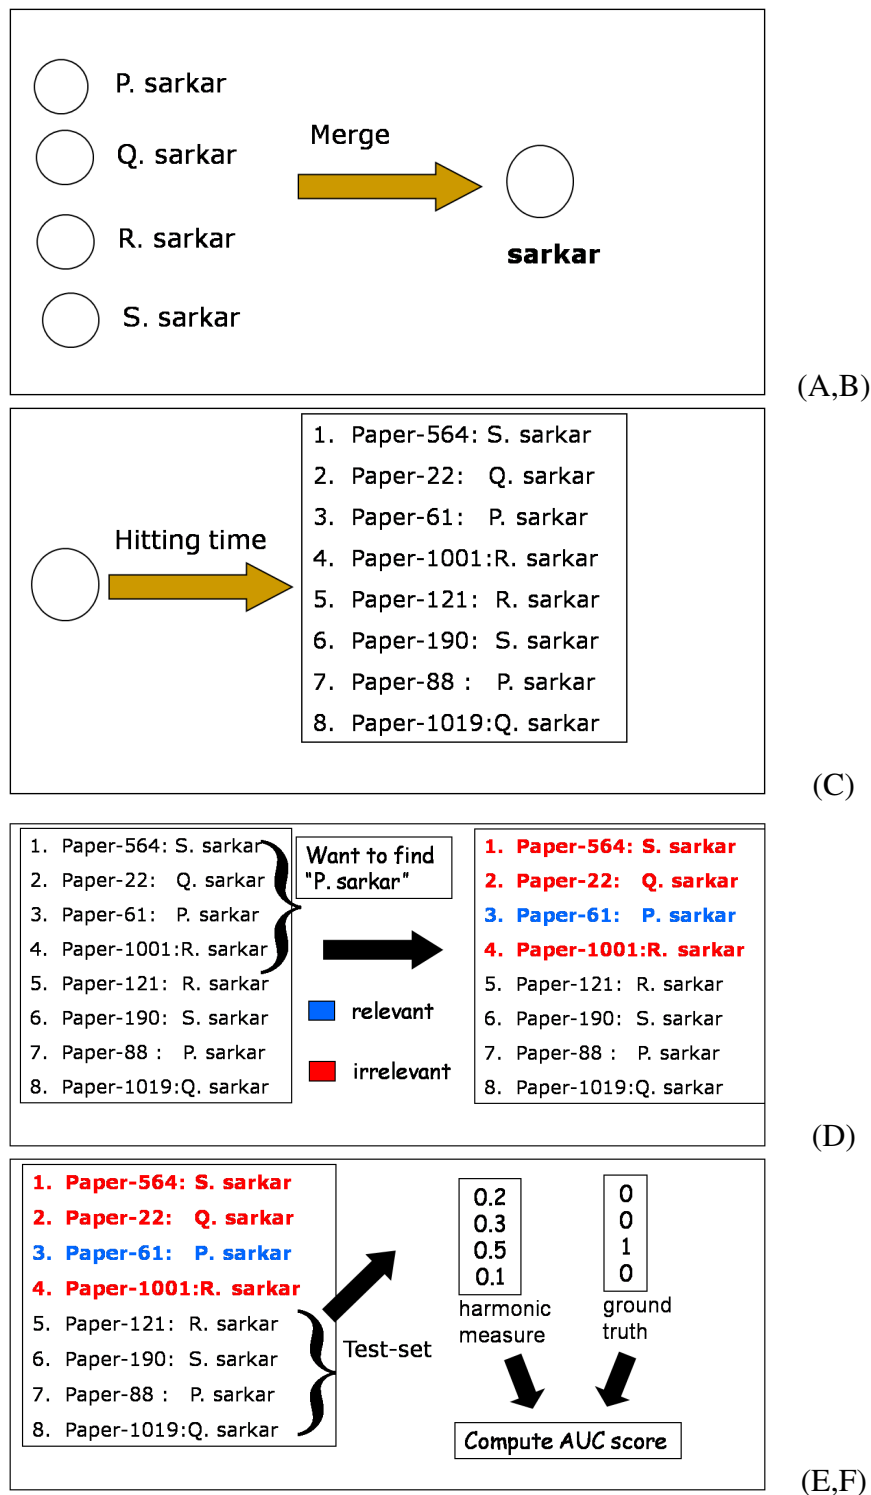 P. sarkar
Q. sarkar
R. sarkar
S. sarkar
Merge
sarkar
(A,B)
Hitting time
1. Paper-564: S. sarkar
2. Paper-22: Q. sarkar
3. Paper-61: P. sarkar
4. Paper-1001:R. sarkar
5. Paper-121: R. sarkar
6. Paper-190: S. sarkar
7. Paper-88 : P. sarkar
8. Paper-1019:Q. sarkar
(C)
1. Paper-564: S. sarkar
2. Paper-22: Q. sarkar
3. Paper-61: P. sarkar
4. Paper-1001:R. sarkar
5. Paper-121: R. sarkar
6. Paper-190: S. sarkar
7. Paper-88 : P. sarkar
8. Paper-1019:Q. sarkar
Want to find
"P. sarkar"
relevant
irrelevant
1. Paper-564: S. sarkar
2. Paper-22: Q. sarkar
3. Paper-61: P. sarkar
4. Paper-1001:R. sarkar
5. Paper-121: R. sarkar
6. Paper-190: S. sarkar
7. Paper-88 : P. sarkar
8. Paper-1019:Q. sarkar
(D)
1. Paper-564: S. sarkar
2. Paper-22: Q. sarkar
3. Paper-61: P. sarkar
4. Paper-1001:R. sarkar
5. Paper-121: R. sarkar
6. Paper-190: S. sarkar
7. Paper-88 : P. sarkar
8. Paper-1019:Q. sarkar
Test-set
0.2
0.3
0.5
0.1
harmonic
measure
0
0
1
0
ground
truth
Compute AUC score
(E,F)